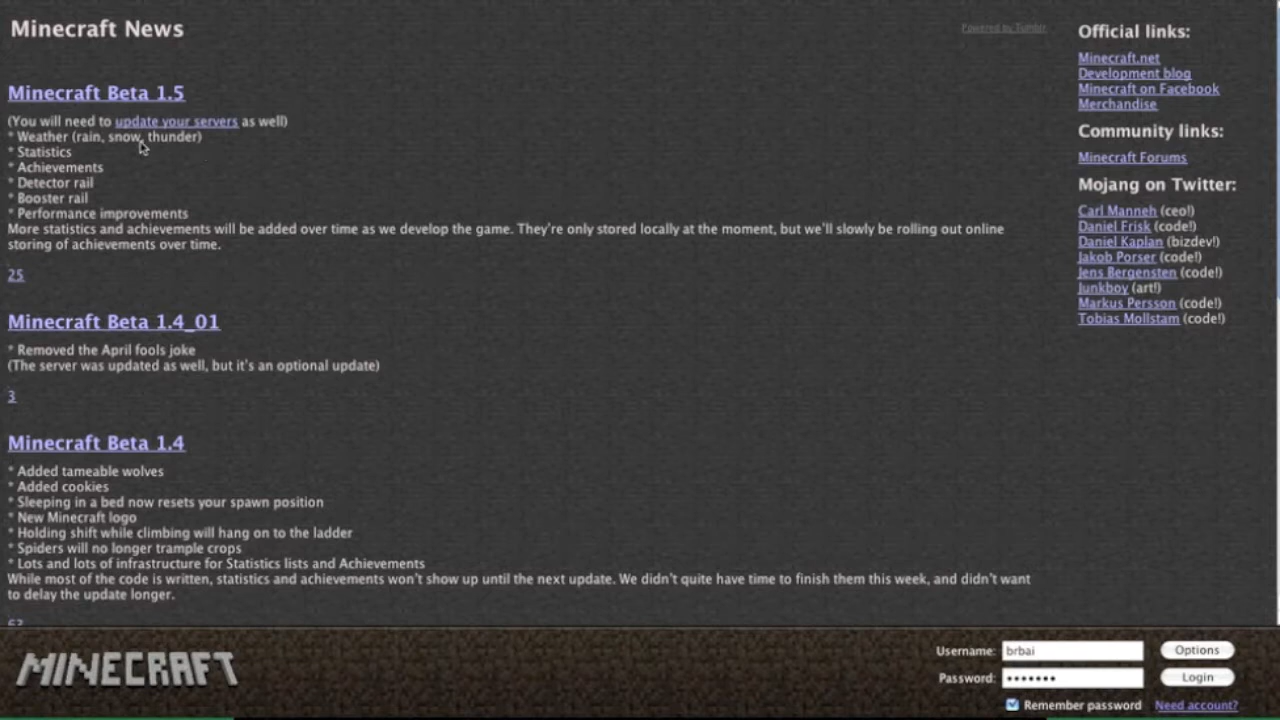 Minecraft News
Powered by Tumblr
Minecraft Beta 1.5
(You will need to update your servers as well)
* Weather (rain, snow, thunder)
* Statistics
* Achievements
* Detector rail
* Booster rail
* Performance improvements
More statistics and achievements will be added over time as we develop the game. They're only stored locally at the moment, but we'll slowly be rolling out online
storing of achievements over time.
25
Minecraft Beta 1.4_01
* Removed the April fools joke
(The server was updated as well, but it's an optional update)
3
Minecraft Beta 1.4
* Added tameable wolves
* Added cookies
* Sleeping in a bed now resets your spawn position
* New Minecraft logo
* Holding shift while climbing will hang on to the ladder
* Spiders will no longer trample crops
* Lots and lots of infrastructure for Statistics lists and Achievements
While most of the code is written, statistics and achievements won't show up until the next update. We didn't quite have time to finish them this week, and didn't want
to delay the update longer.
Official links:
Minecraft.net
Development blog
Minecraft on Facebook
Merchandise
Community links:
Minecraft Forums
Mojang on Twitter:
Carl Manneh (ceo!)
Daniel Frisk (code!)
Daniel Kaplan (bizdev!)
Jakob Porser (code!)
Jens Bergensten (code!)
Junkboy (art!)
Markus Persson (code!)
Tobias Mollstam (code!)
MINECRAFT
Username: brbai
Options
Password: •••••••
Login
Remember password
Need account?